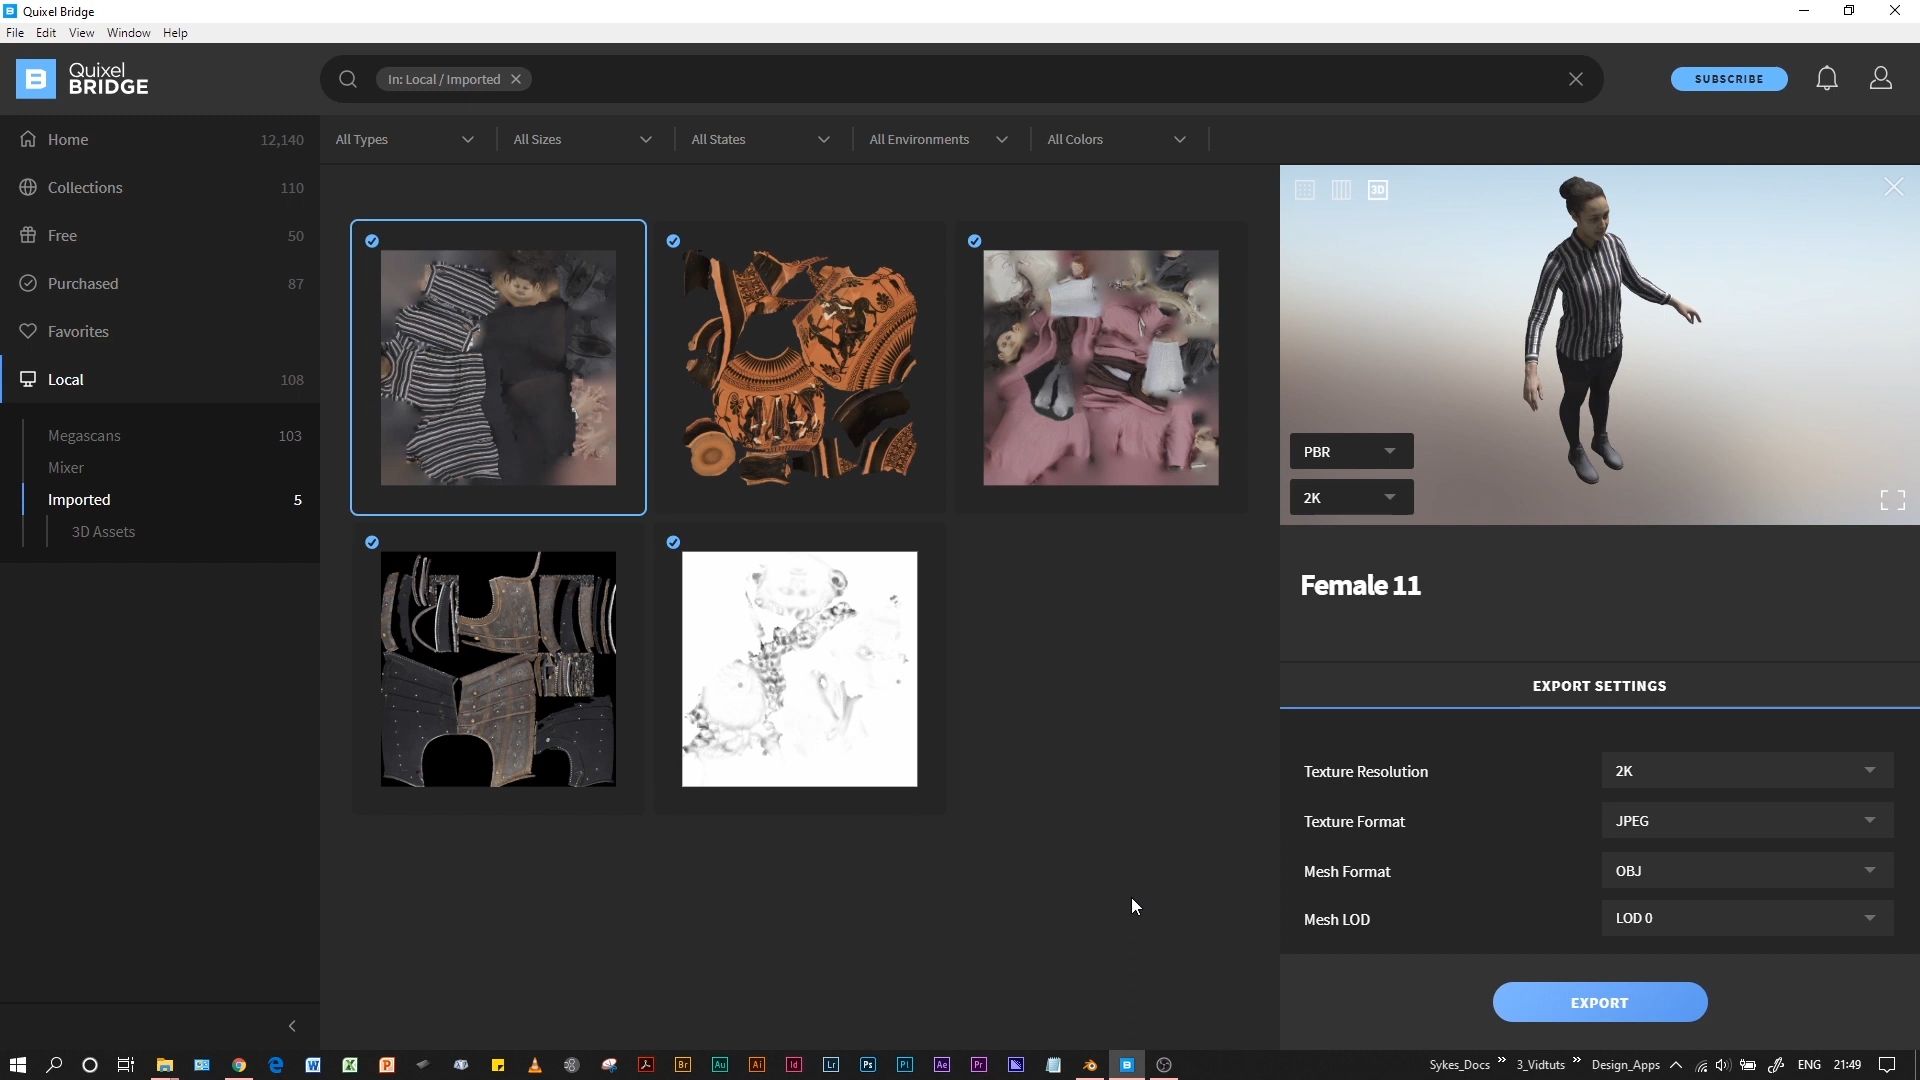 Quixel Bridge
File Edit View Window Help
Quixel
BRIDGE
In: Local / Imported
SUBSCRIBE
Home 12,140
All Types All Sizes All States All Environments All Colors
Collections 110
Free 50
Purchased 87
Favorites
Local 108
Megascans 103
Mixer
Imported 5
3D Assets
3D
PBR
2K
Female 11
EXPORT SETTINGS
Texture Resolution 2K
Texture Format JPEG
Mesh Format OBJ
Mesh LOD LOD 0
EXPORT
Sykes_Docs 3_Vidtuts Design_Apps ENG 21:49